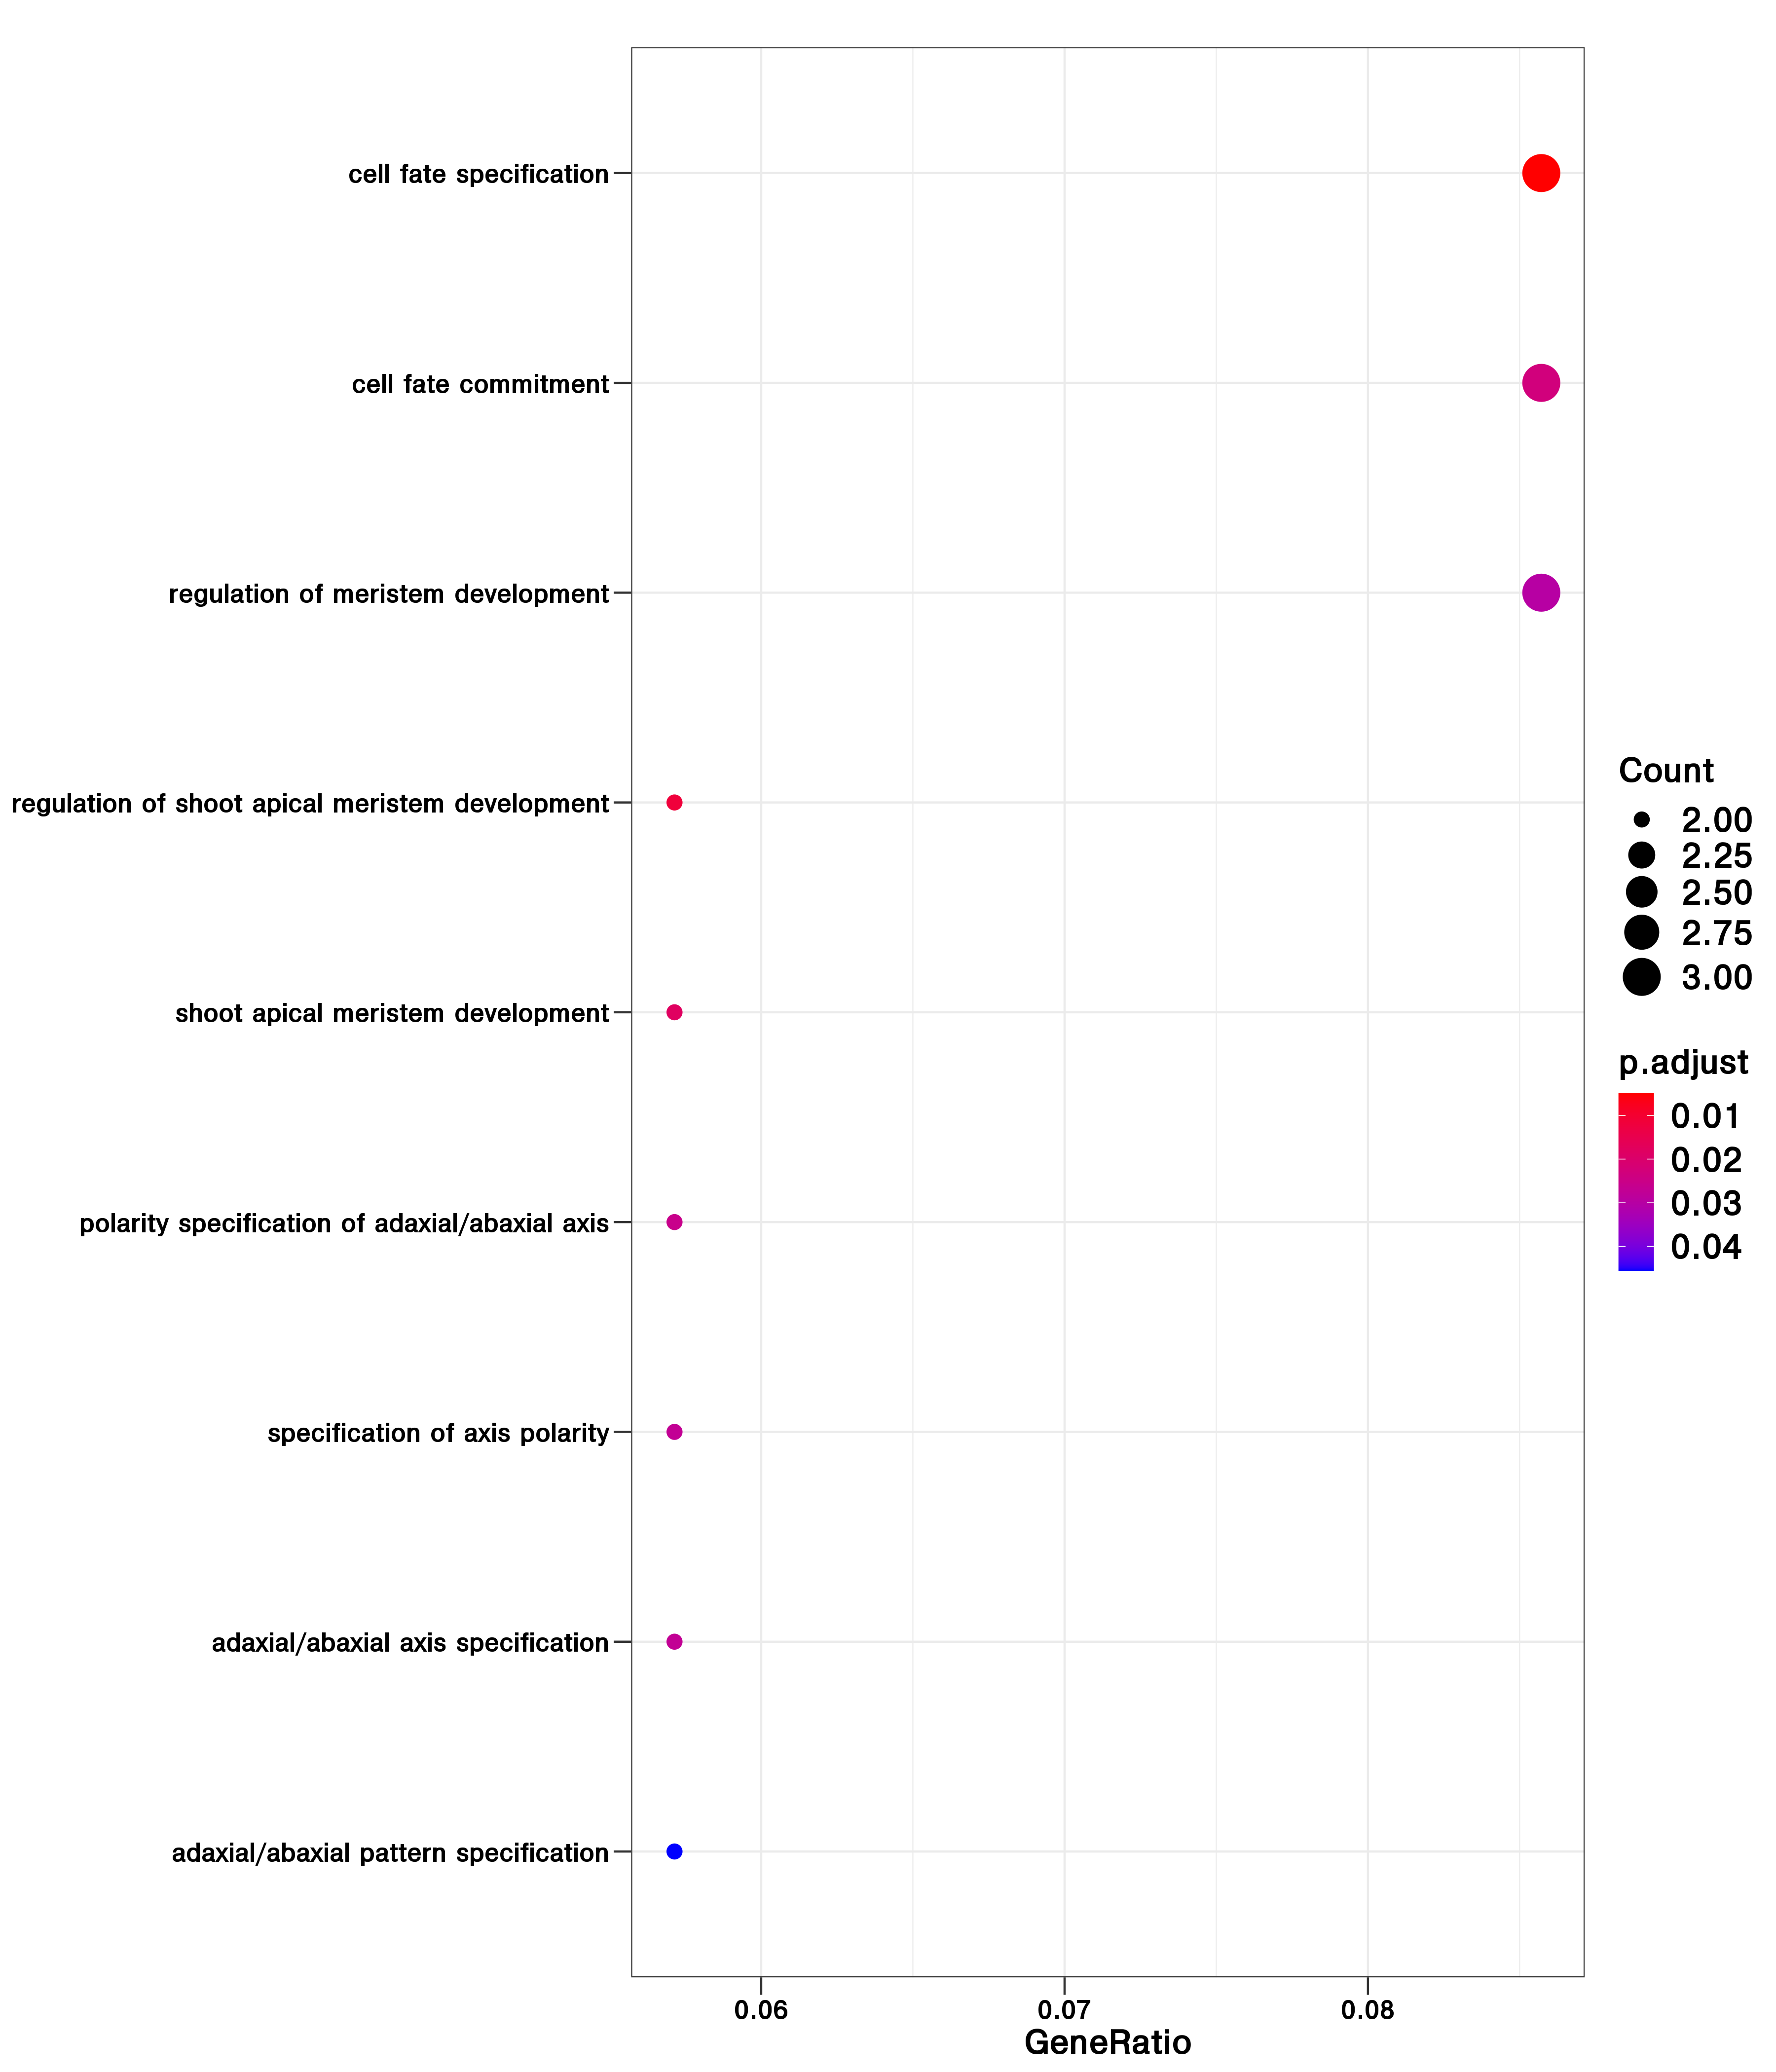 cell fate specification
cell fate commitment
regulation of meristem development
regulation of shoot apical meristem development
shoot apical meristem development
polarity specification of adaxial/abaxial axis
specification of axis polarity
adaxial/abaxial axis specification
adaxial/abaxial pattern specification
0.06
0.07
0.08
GeneRatio
Count
2.00
2.25
2.50
2.75
3.00
p.adjust
0.01
0.02
0.03
0.04